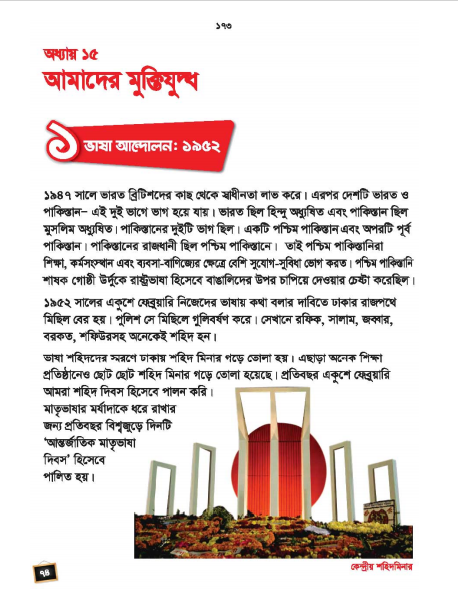 ১৭৩
অধ্যায় ১৫
আমাদের মুক্তিযুদ্ধ
১ ভাষা আন্দোলন: ১৯৫২
১৯৪৭ সালে ভারত ব্রিটিশদের কাছ থেকে স্বাধীনতা লাভ করে। এরপর দেশটি ভারত ও
পাকিস্তান– এই দুই ভাগে ভাগ হয়ে যায়। ভারত ছিল হিন্দু অধ্যুষিত এবং পাকিস্তান ছিল
মুসলিম অধ্যুষিত। পাকিস্তানের দুইটি ভাগ ছিল। একটি পশ্চিম পাকিস্তান এবং অপরটি পূর্ব
পাকিস্তান। পাকিস্তানের রাজধানী ছিল পশ্চিম পাকিস্তানে। তাই পশ্চিম পাকিস্তানিরা
শিক্ষা, কর্মসংস্থান এবং ব্যবসা-বাণিজ্যের ক্ষেত্রে বেশি সুযোগ-সুবিধা ভোগ করত। পশ্চিম পাকিস্তানি
শাষক গোষ্ঠী উর্দুকে রাষ্ট্রভাষা হিসেবে বাঙালিদের উপর চাপিয়ে দেওয়ার চেষ্টা করেছিল।
১৯৫২ সালের একুশে ফেব্রুয়ারি নিজেদের ভাষায় কথা বলার দাবিতে ঢাকার রাজপথে
মিছিল বের হয়। পুলিশ সে মিছিলে গুলিবর্ষণ করে। সেখানে রফিক, সালাম, জব্বার,
বরকত, শফিউরসহ অনেকেই শহিদ হন।
ভাষা শহিদদের স্মরণে ঢাকায় শহিদ মিনার গড়ে তোলা হয়। এছাড়া অনেক শিক্ষা
প্রতিষ্ঠানেও ছোট ছোট শহিদ মিনার গড়ে তোলা হয়েছে। প্রতিবছর একুশে ফেব্রুয়ারি
আমরা শহিদ দিবস হিসেবে পালন করি।
মাতৃভাষার মর্যাদাকে ধরে রাখার
জন্য প্রতিবছর বিশ্বজুড়ে দিনটি
‘আন্তর্জাতিক মাতৃভাষা
দিবস’ হিসেবে
পালিত হয়।
৭৪
কেন্দ্রীয় শহিদমিনার